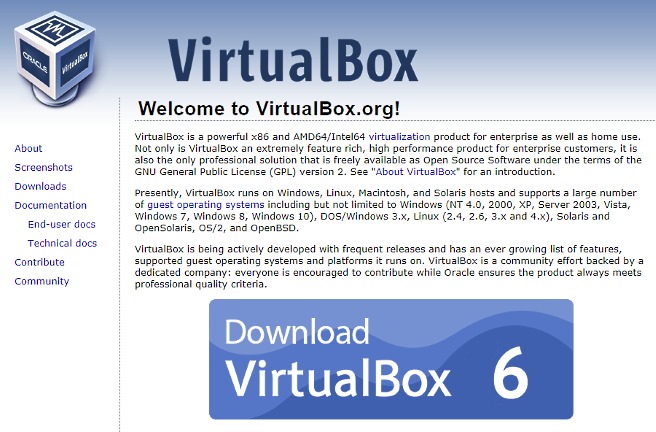 ORACLE
VirtualBox
VirtualBox
Welcome to VirtualBox.org!
About
Screenshots
Downloads
Documentation
End-user docs
Technical docs
Contribute
Community
VirtualBox is a powerful x86 and AMD64/Intel64 virtualization product for enterprise as well as home use.
Not only is VirtualBox an extremely feature rich, high performance product for enterprise customers, it is
also the only professional solution that is freely available as Open Source Software under the terms of the
GNU General Public License (GPL) version 2. See "About VirtualBox" for an introduction.
Presently, VirtualBox runs on Windows, Linux, Macintosh, and Solaris hosts and supports a large number
of guest operating systems including but not limited to Windows (NT 4.0, 2000, XP, Server 2003, Vista,
Windows 7, Windows 8, Windows 10), DOS/Windows 3.x, Linux (2.4, 2.6, 3.x and 4.x), Solaris and
OpenSolaris, OS/2, and OpenBSD.
VirtualBox is being actively developed with frequent releases and has an ever growing list of features,
supported guest operating systems and platforms it runs on. VirtualBox is a community effort backed by a
dedicated company: everyone is encouraged to contribute while Oracle ensures the product always meets
professional quality criteria.
Download
VirtualBox 6